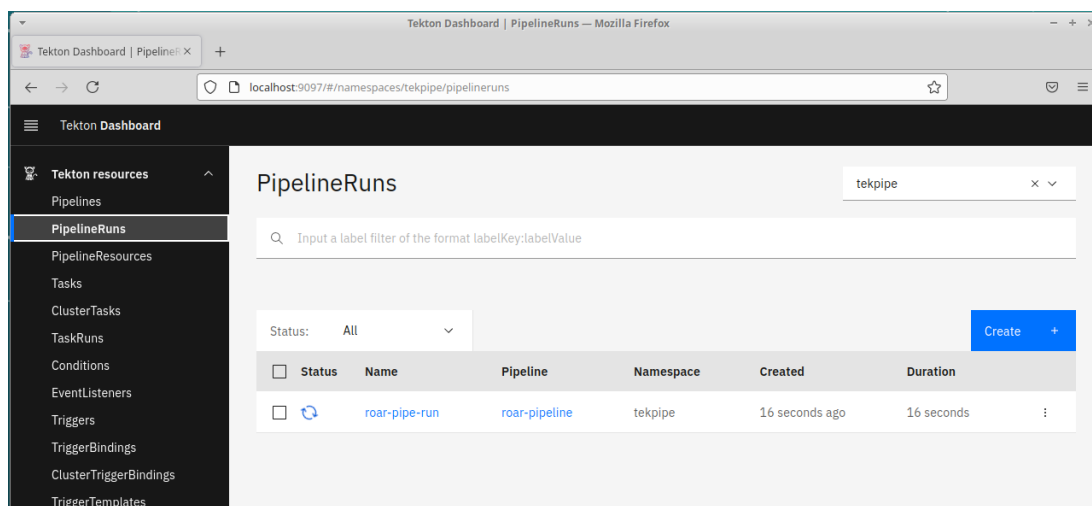 Tekton Dashboard | PipelineRuns — Mozilla Firefox
Tekton Dashboard | PipelineR
localhost:9097/#/namespaces/tekpipe/pipelineruns
Tekton Dashboard
Tekton resources
Pipelines
PipelineRuns
PipelineResources
Tasks
ClusterTasks
TaskRuns
Conditions
EventListeners
Triggers
TriggerBindings
ClusterTriggerBindings
TriggerTemplates
PipelineRuns
tekpipe
Input a label filter of the format labelKey:labelValue
Status: All
Create +
Status Name Pipeline Namespace Created Duration
roar-pipe-run roar-pipeline tekpipe 16 seconds ago 16 seconds